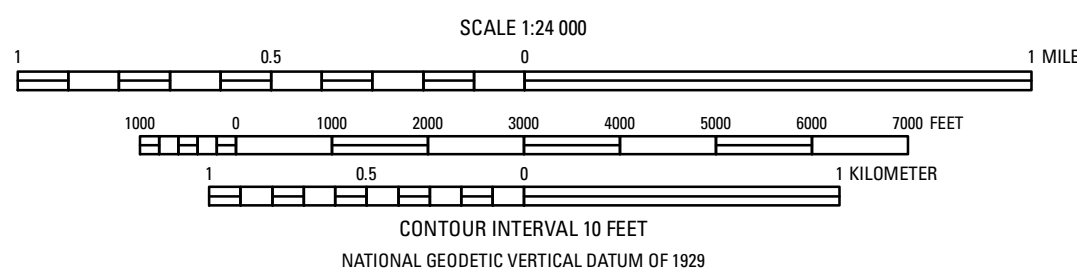 SCALE 1:24 000
1 0.5 0 1 MILE
1000 0 1000 2000 3000 4000 5000 6000 7000 FEET
1 0.5 0 1 KILOMETER
CONTOUR INTERVAL 10 FEET
NATIONAL GEODETIC VERTICAL DATUM OF 1929